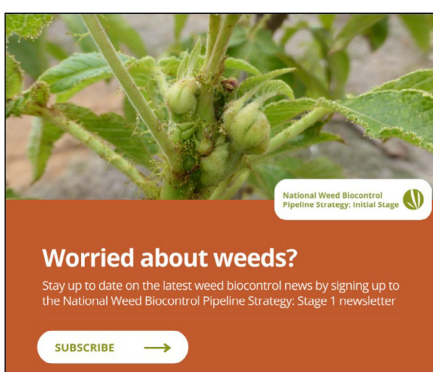 National Weed Biocontrol
Pipeline Strategy: Initial Stage
Worried about weeds?
Stay up to date on the latest weed biocontrol news by signing up to
the National Weed Biocontrol Pipeline Strategy: Stage 1 newsletter
SUBSCRIBE